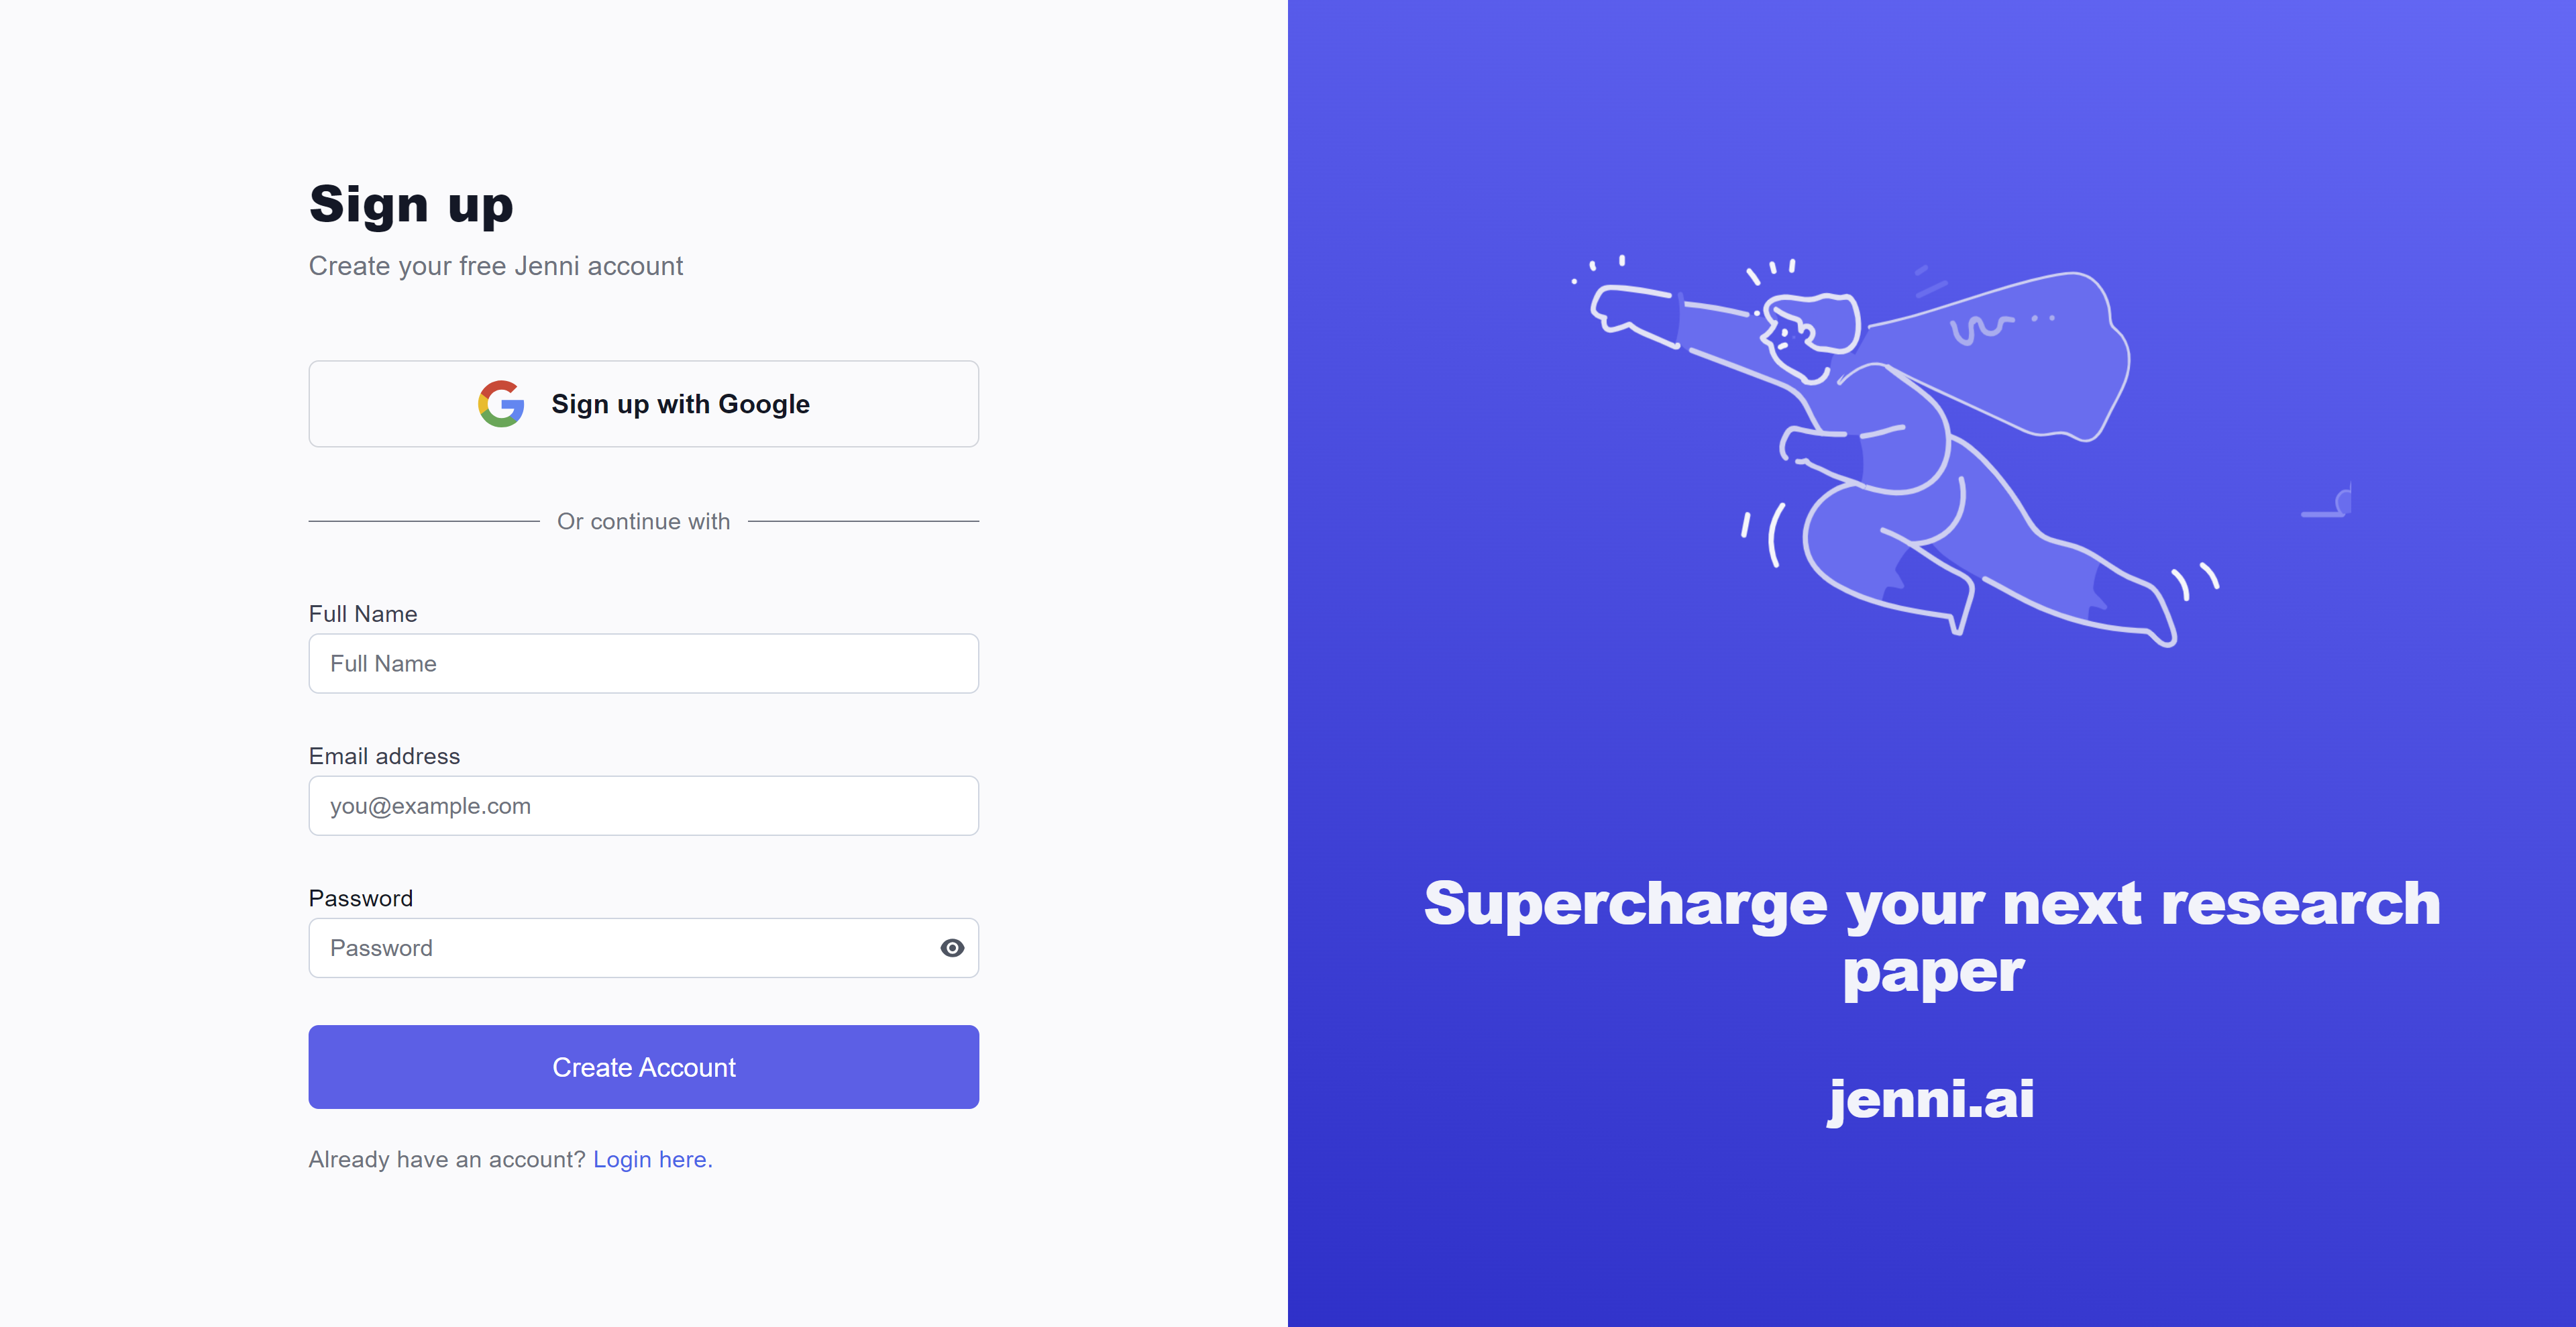 Sign up
Create your free Jenni account
Sign up with Google
Or continue with
Full Name
Full Name
Email address
you@example.com
Password
Password
Create Account
Already have an account? Login here.
Supercharge your next research
paper
jenni.ai